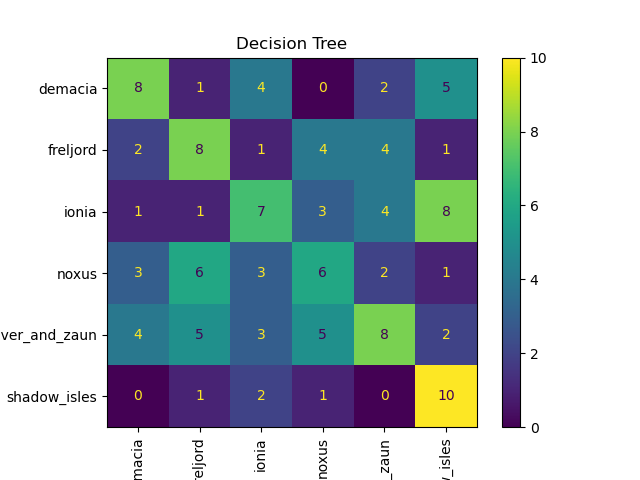 Decision Tree
demacia 8 1 4 0 2 5
freljord 2 8 1 4 4 1
ionia 1 1 7 3 4 8
noxus 3 6 3 6 2 1
ver_and_zaun 4 5 3 5 8 2
shadow_isles 0 1 2 1 0 10
macia
reljord
ionia
noxus
_zaun
_isles
10
8
6
4
2
0